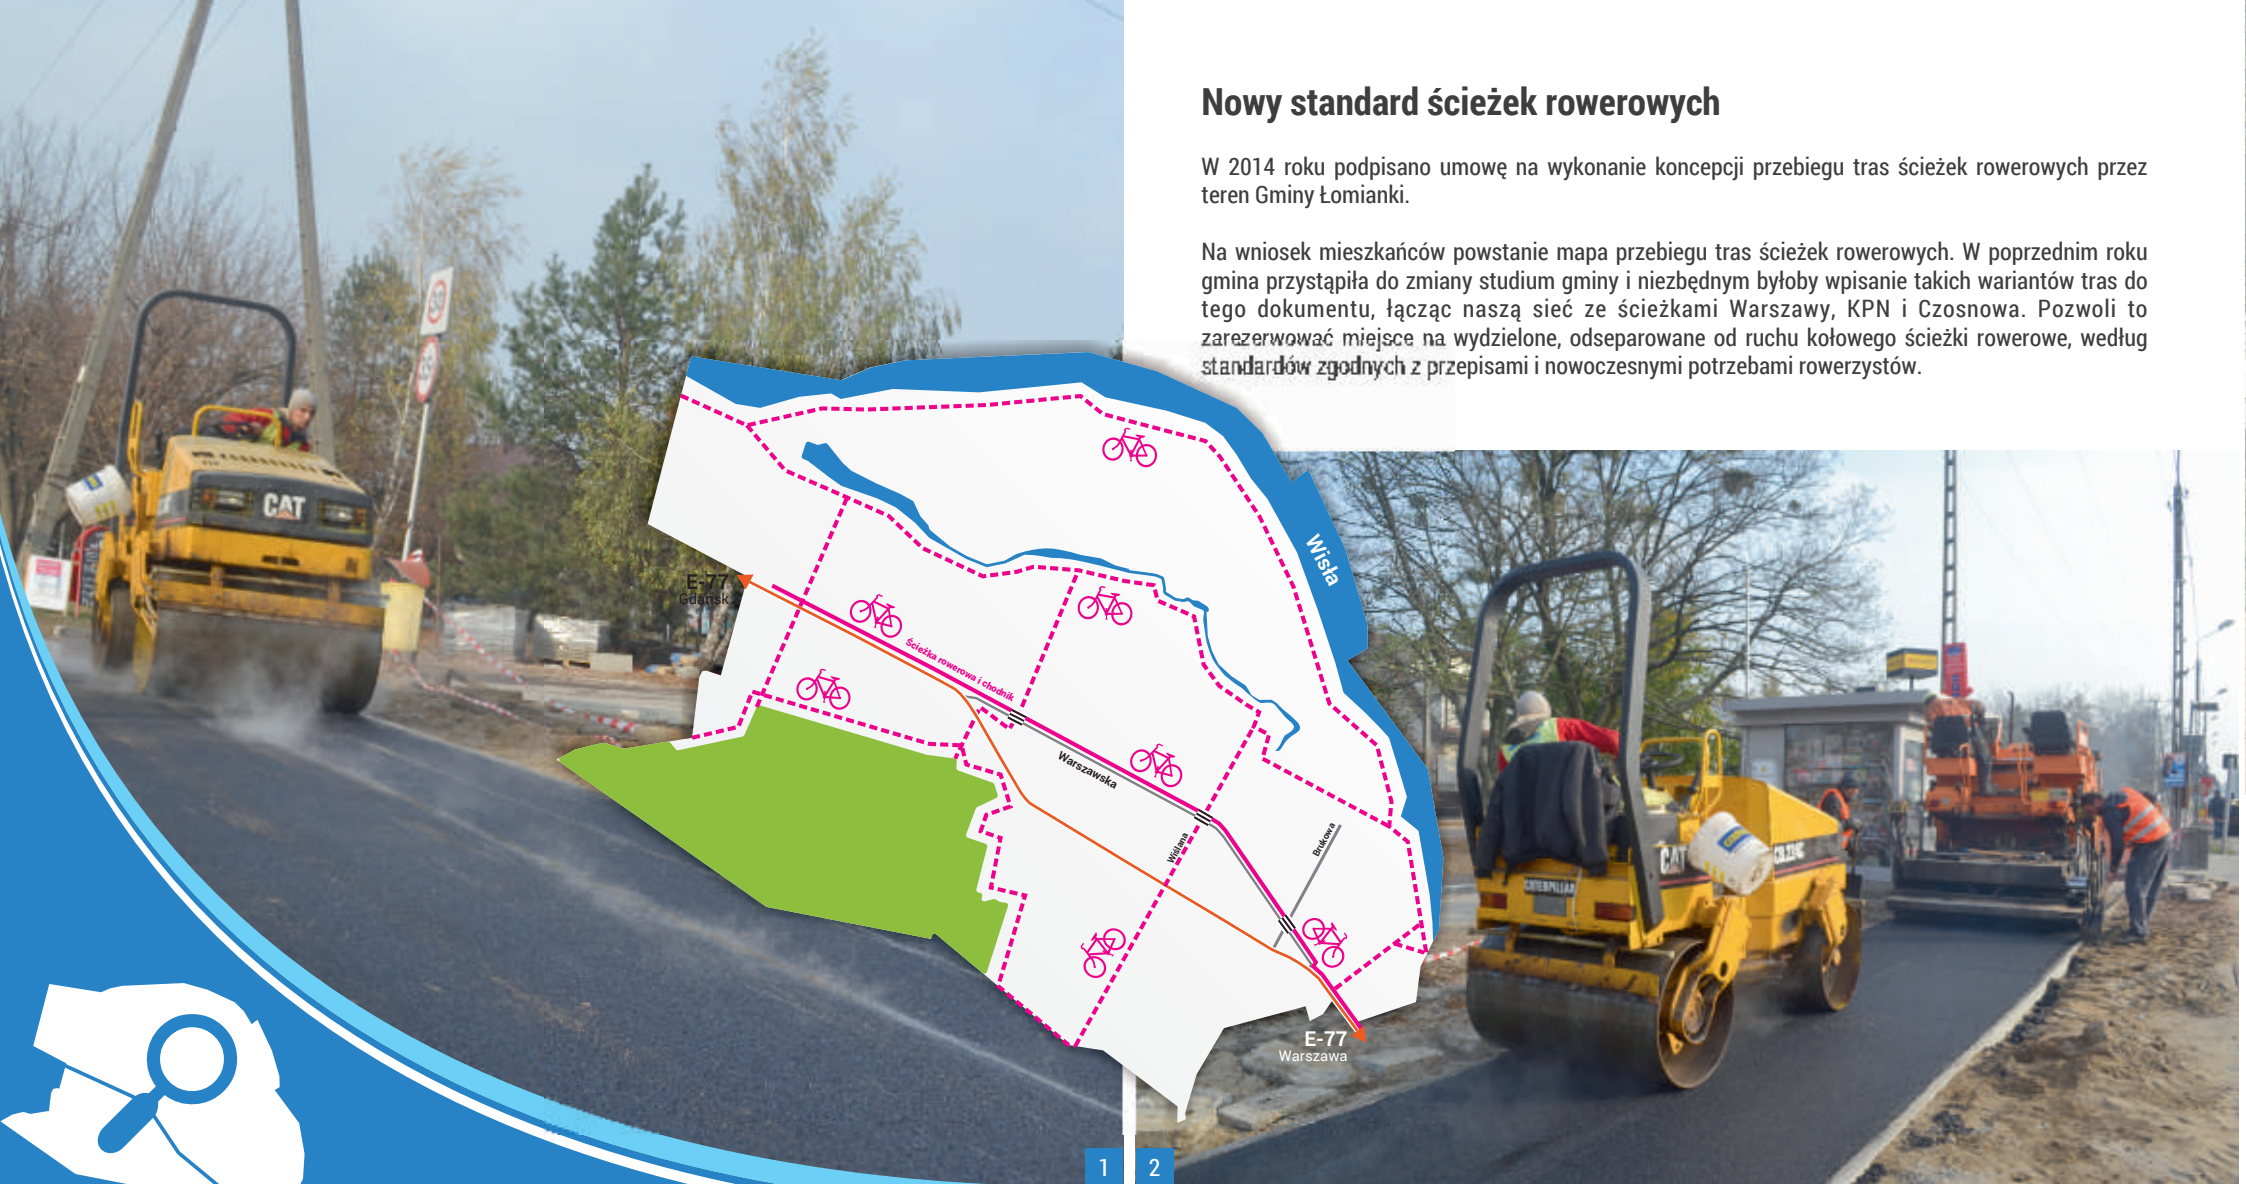 Nowy standard ścieżek rowerowych
W 2014 roku podpisano umowę na wykonanie koncepcji przebiegu tras ścieżek rowerowych przez
teren Gminy Łomianki.
Na wniosek mieszkańców powstanie mapa przebiegu tras ścieżek rowerowych. W poprzednim roku
gmina przystąpiła do zmiany studium gminy i niezbędnym byłoby wpisanie takich wariantów tras do
tego dokumentu, łącząc naszą sieć ze ścieżkami Warszawy, KPN i Czosnowa. Pozwoli to
zarezerwować miejsce na wydzielone, odseparowane od ruchu kołowego ścieżki rowerowe, według
standardów zgodnych z przepisami i nowoczesnymi potrzebami rowerzystów.
CAT
Wisła
E-77
Gdańsk
Ścieżka rowerowa i chodnik
Warszawska
Wiślana
Brukowa
E-77
Warszawa
CAT
CATERPILLAR
1
2